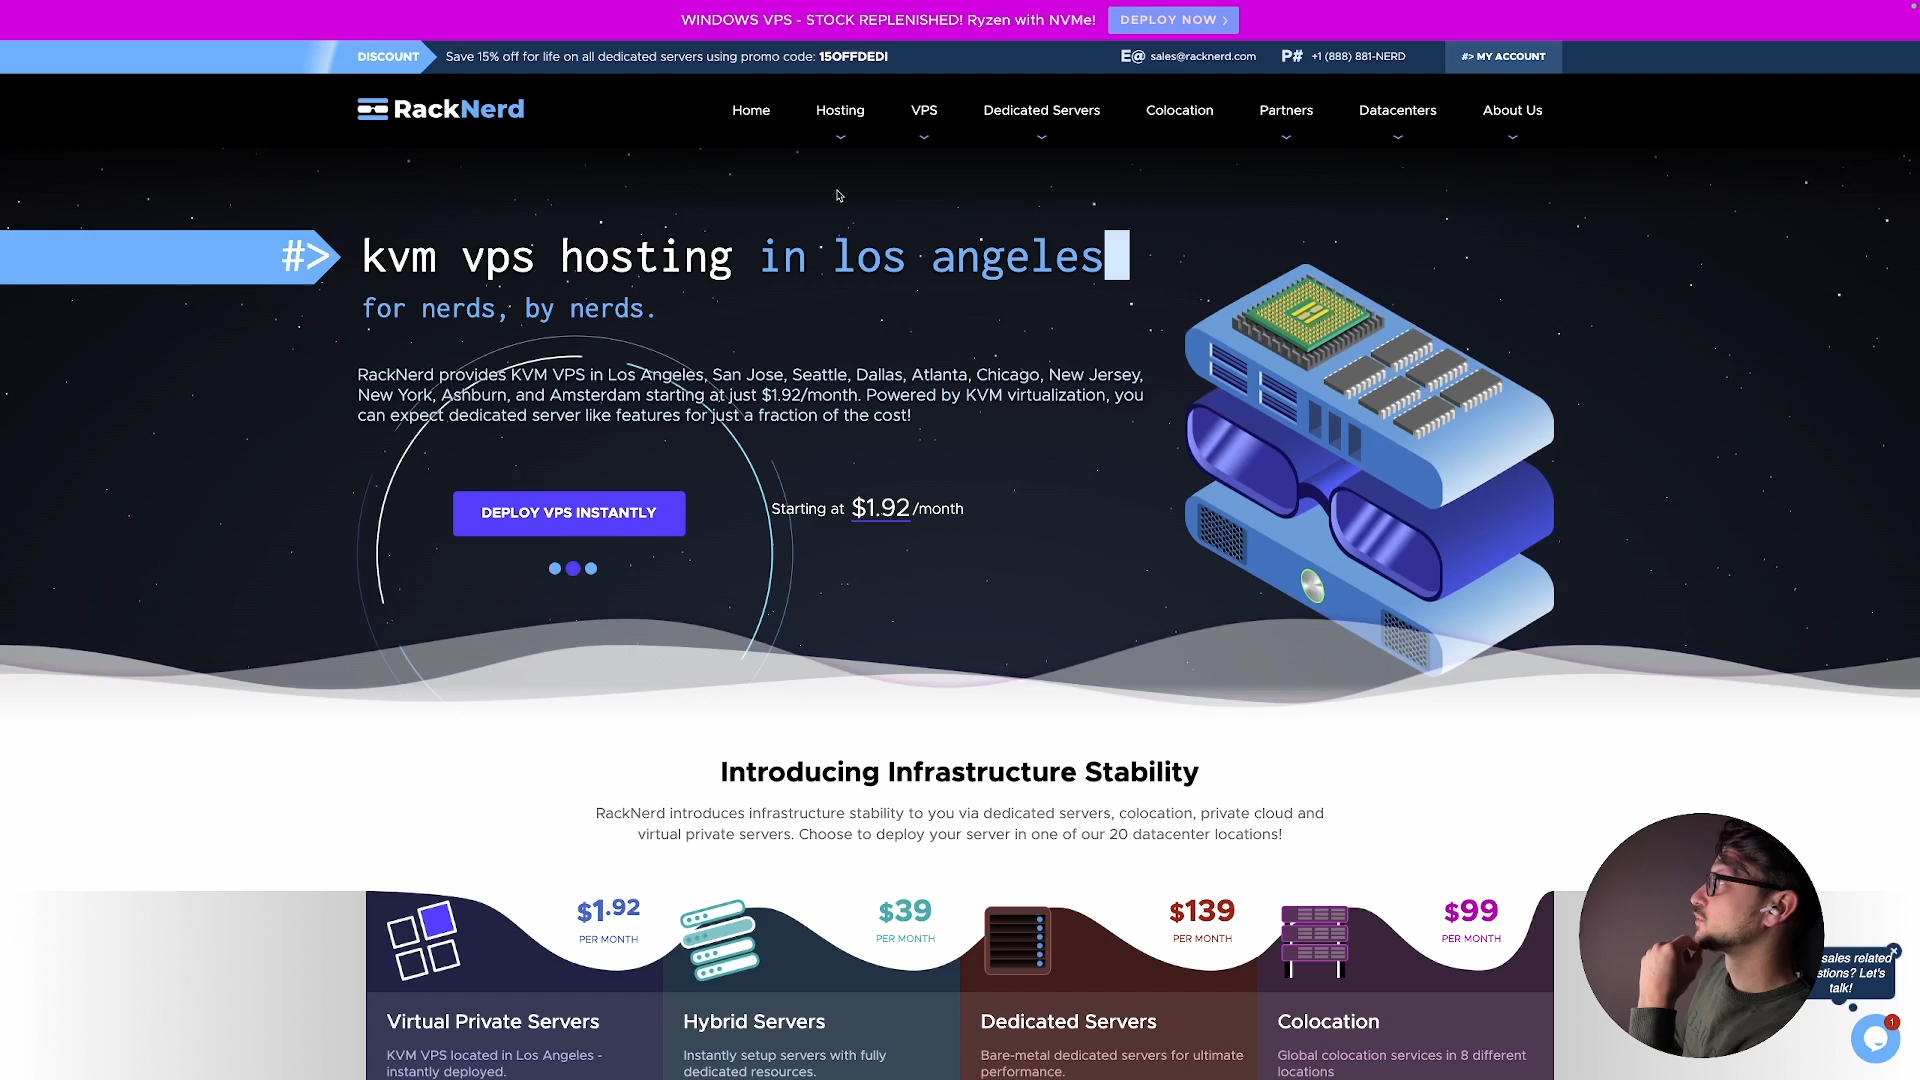 WINDOWS VPS - STOCK REPLENISHED! Ryzen with NVMe! DEPLOY NOW
DISCOUNT Save 15% off for life on all dedicated servers using promo code: 15OFFDEDI E@ sales@racknerd.com P# +1 (888) 881-NERD #> MY ACCOUNT
RackNerd Home Hosting VPS Dedicated Servers Colocation Partners Datacenters About Us
#> kvm vps hosting in los angeles
for nerds, by nerds.
RackNerd provides KVM VPS in Los Angeles, San Jose, Seattle, Dallas, Atlanta, Chicago, New Jersey,
New York, Ashburn, and Amsterdam starting at just $1.92/month. Powered by KVM virtualization, you
can expect dedicated server like features for just a fraction of the cost!
DEPLOY VPS INSTANTLY Starting at $1.92/month
Introducing Infrastructure Stability
RackNerd introduces infrastructure stability to you via dedicated servers, colocation, private cloud and
virtual private servers. Choose to deploy your server in one of our 20 datacenter locations!
$1.92
PER MONTH
Virtual Private Servers
KVM VPS located in Los Angeles -
instantly deployed.
$39
PER MONTH
Hybrid Servers
Instantly setup servers with fully
dedicated resources.
$139
PER MONTH
Dedicated Servers
Bare-metal dedicated servers for ultimate
performance.
$99
PER MONTH
Colocation
Global colocation services in 8 different
locations
sales related
stions? Let's
talk!
1